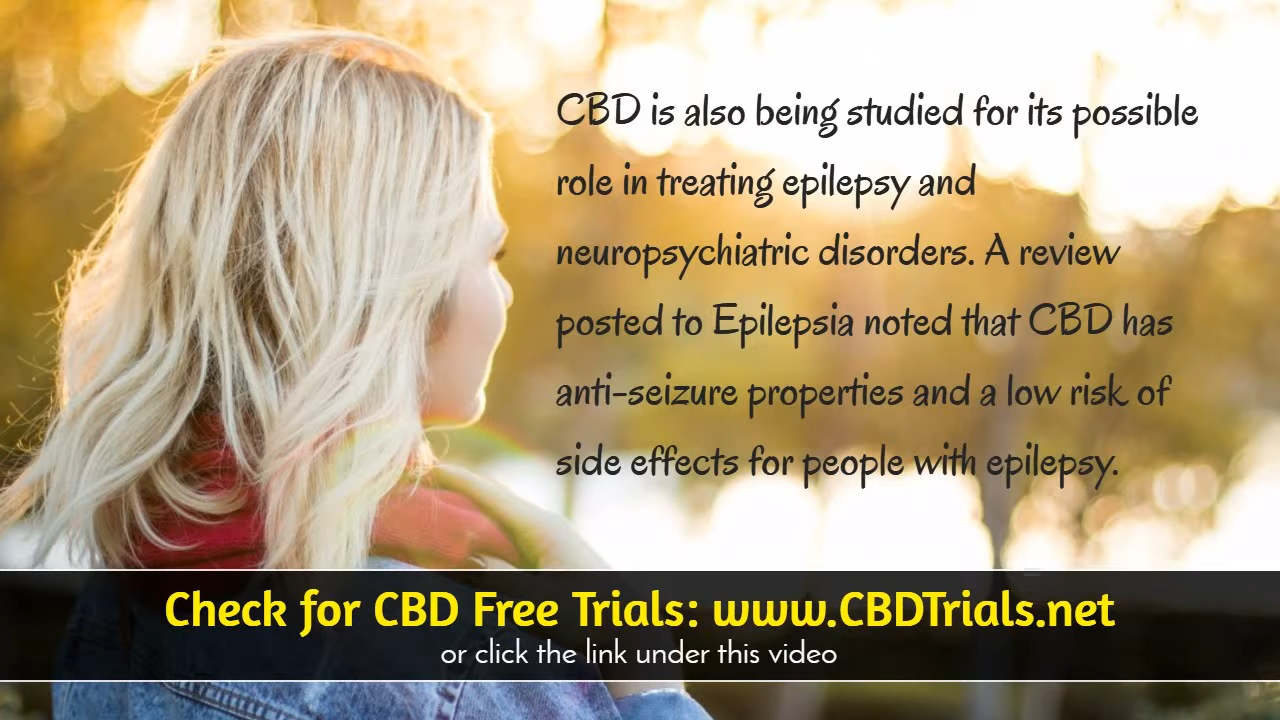 CBD is also being studied for its possible
role in treating epilepsy and
neuropsychiatric disorders. A review
posted to Epilepsia noted that CBD has
anti-seizure properties and a low risk of
side effects for people with epilepsy.
Check for CBD Free Trials: www.CBDTrials.net
or click the link under this video